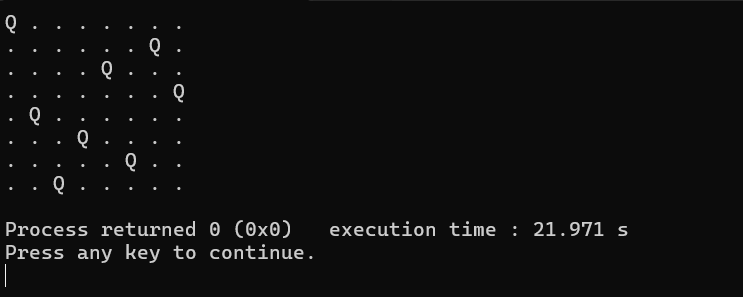 Q . . . . . . .
. . . . . . Q .
. . . . Q . . .
. . . . . . . Q
. Q . . . . . .
. . . Q . . . .
. . . . . Q . .
. . Q . . . . .
Process returned 0 (0x0)   execution time : 21.971 s
Press any key to continue.